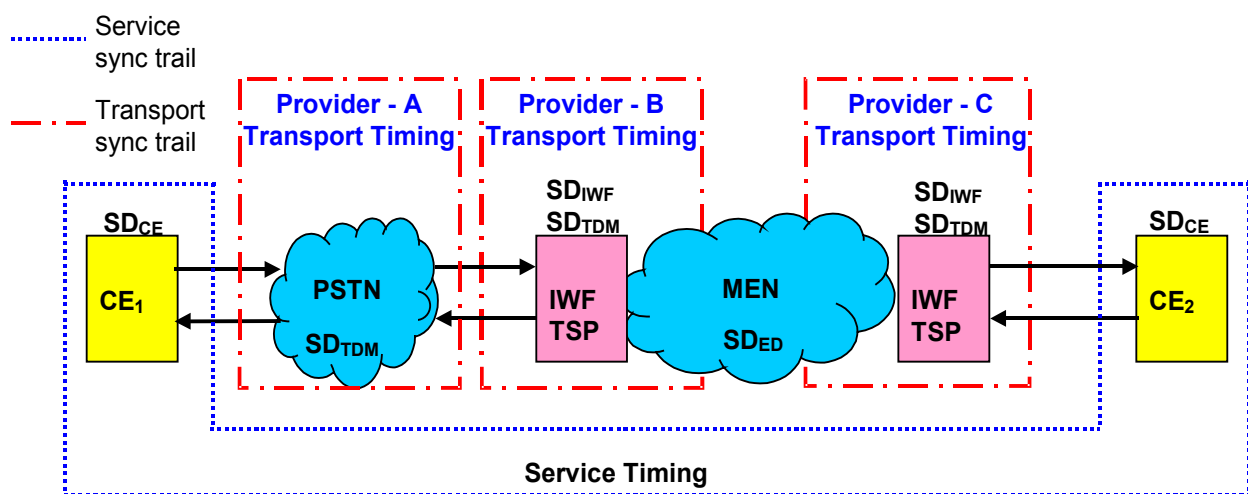 Service
sync trail
Transport
sync trail
Provider - A
Transport Timing
Provider - B
Transport Timing
Provider - C
Transport Timing
SDCE
CE1
PSTN
SDTDM
SDIWF
SDTDM
IWF
TSP
MEN
SDED
SDIWF
SDTDM
IWF
TSP
SDCE
CE2
Service Timing